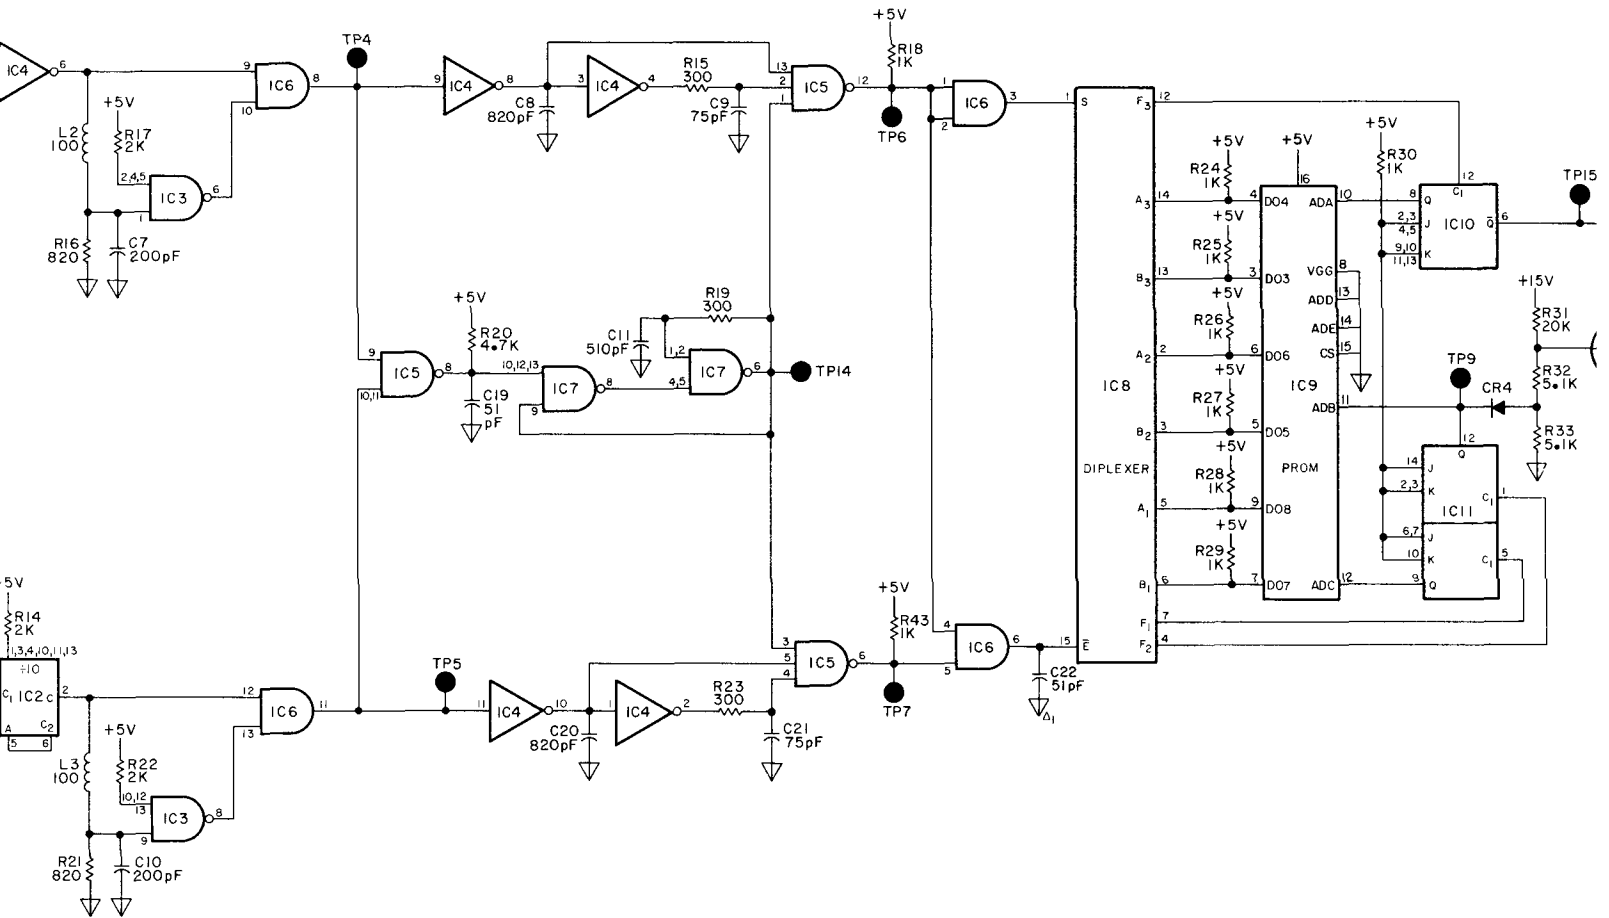 IC4
6
L2
100
+5V
R17
2K
2,4,5
IC3
6
1
R16
820
C7
200pF
9
IC6
8
10
TP4
9
IC4
8
C8
820pF
3
IC4
4
R15
300
C9
75pF
13
2
1
IC5
12
+5V
R18
1K
TP6
1
IC6
3
2
9
IC5
8
10,11
+5V
R20
4.7K
C19
51
pF
10,12,13
IC7
8
9
C11
510pF
R19
300
1,2
IC7
6
4,5
TP14
1
S
F3
12
A3
14
B3
13
A2
2
IC8
B2
3
DIPLEXER
A1
5
B1
6
F1
7
F2
4
15
E̅
+5V
R24
1K
+5V
R25
1K
+5V
R26
1K
+5V
R27
1K
+5V
R28
1K
+5V
R29
1K
+5V
16
4
DO4
ADA
10
3
DO3
VGG
8
ADD
13
ADE
14
6
DO6
CS
15
IC9
ADB
11
5
DO5
PROM
9
DO8
7
DO7
ADC
12
+5V
R30
1K
12
C1
8
Q
2,3
J
4,5
IC10
Q̅
6
9,10
K
11,13
TP15
+15V
R31
20K
R32
5.1K
R33
5.1K
TP9
CR4
12
Q
14
J
2,3
K
C1
1
IC11
6,7
J
10
K
C1
5
9
Q
5V
R14
2K
1,3,4,10,11,13
÷10
C1
IC2c
2
A
C2
5
6
L3
100
+5V
R22
2K
10,12
13
IC3
8
9
R21
820
C10
200pF
12
IC6
11
13
TP5
11
IC4
10
C20
820pF
1
IC4
2
R23
300
C21
75pF
3
5
4
IC5
6
+5V
R43
1K
TP7
4
IC6
6
5
C22
51pF
Δ1